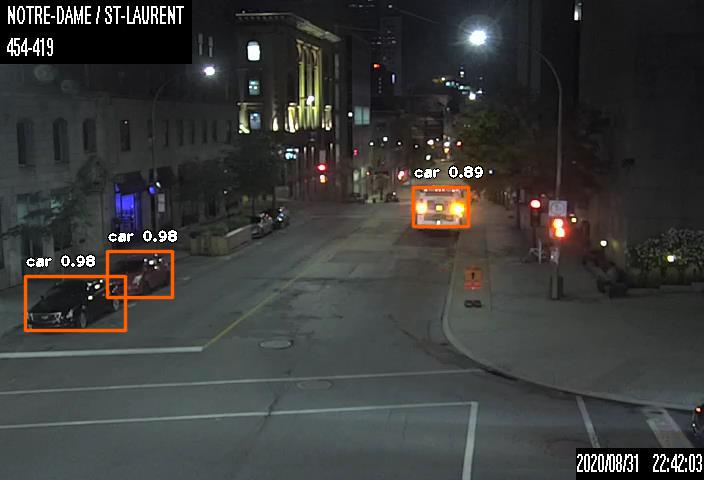 NOTRE-DAME / ST-LAURENT
454-419
car 0.89
car 0.98
car 0.98
2020/08/31 22:42:03